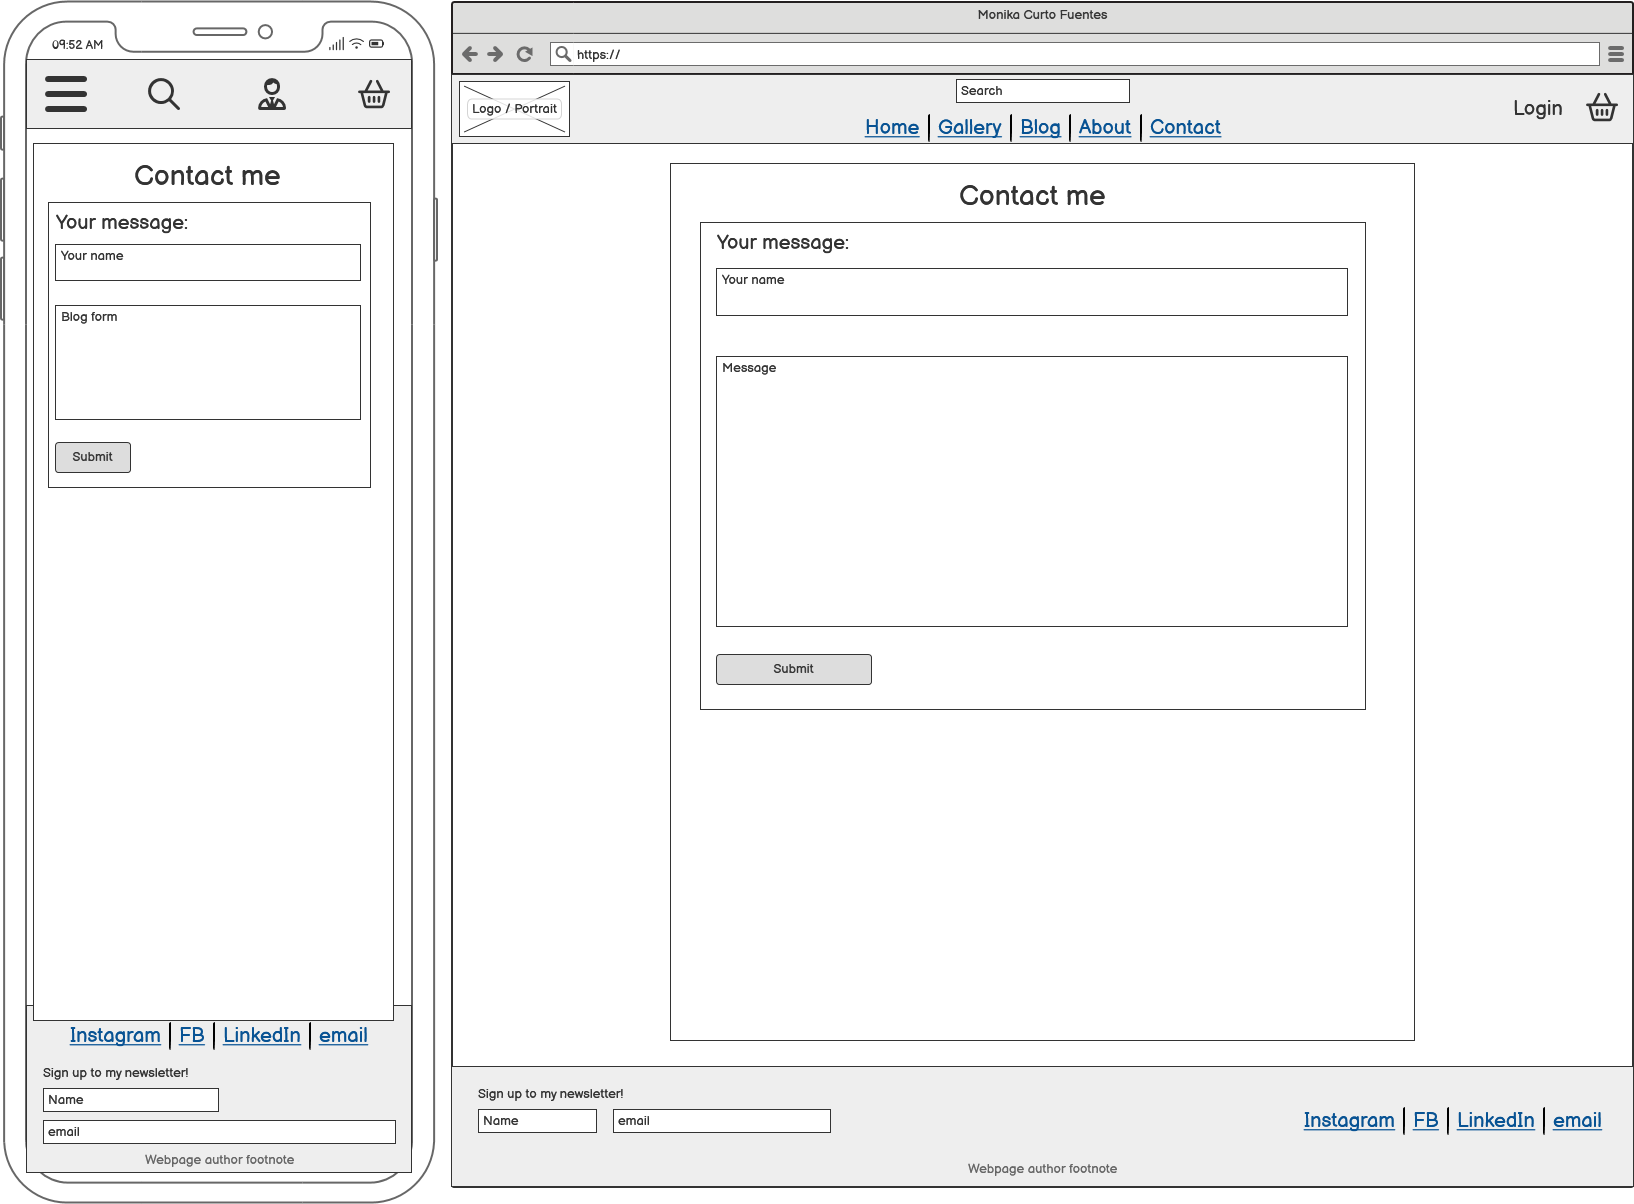 09:52 AM
Contact me
Your message:
Your name
Blog form
Submit
Instagram FB LinkedIn email
Sign up to my newsletter!
Name
email
Webpage author footnote
Monika Curto Fuentes
https://
Logo / Portrait
Search
Home Gallery Blog About Contact
Login
Contact me
Your message:
Your name
Message
Submit
Sign up to my newsletter!
Name email
Instagram FB LinkedIn email
Webpage author footnote